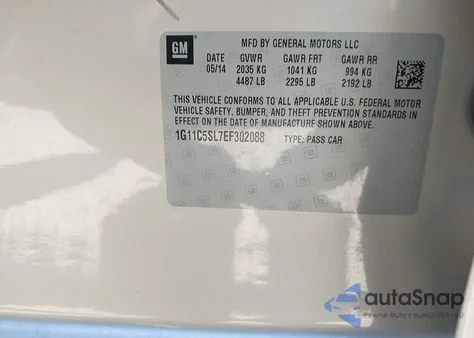 GM
MFD BY GENERAL MOTORS LLC
DATE GVWR GAWR FRT GAWR RR
05/14 2035 KG 1041 KG 994 KG
4487 LB 2295 LB 2192 LB
THIS VEHICLE CONFORMS TO ALL APPLICABLE U.S. FEDERAL MOTOR
VEHICLE SAFETY, BUMPER, AND THEFT PREVENTION STANDARDS IN
EFFECT ON THE DATE OF MANUFACTURE SHOWN ABOVE.
1G11C5SL7EF302088 TYPE: PASS CAR
autoSnap